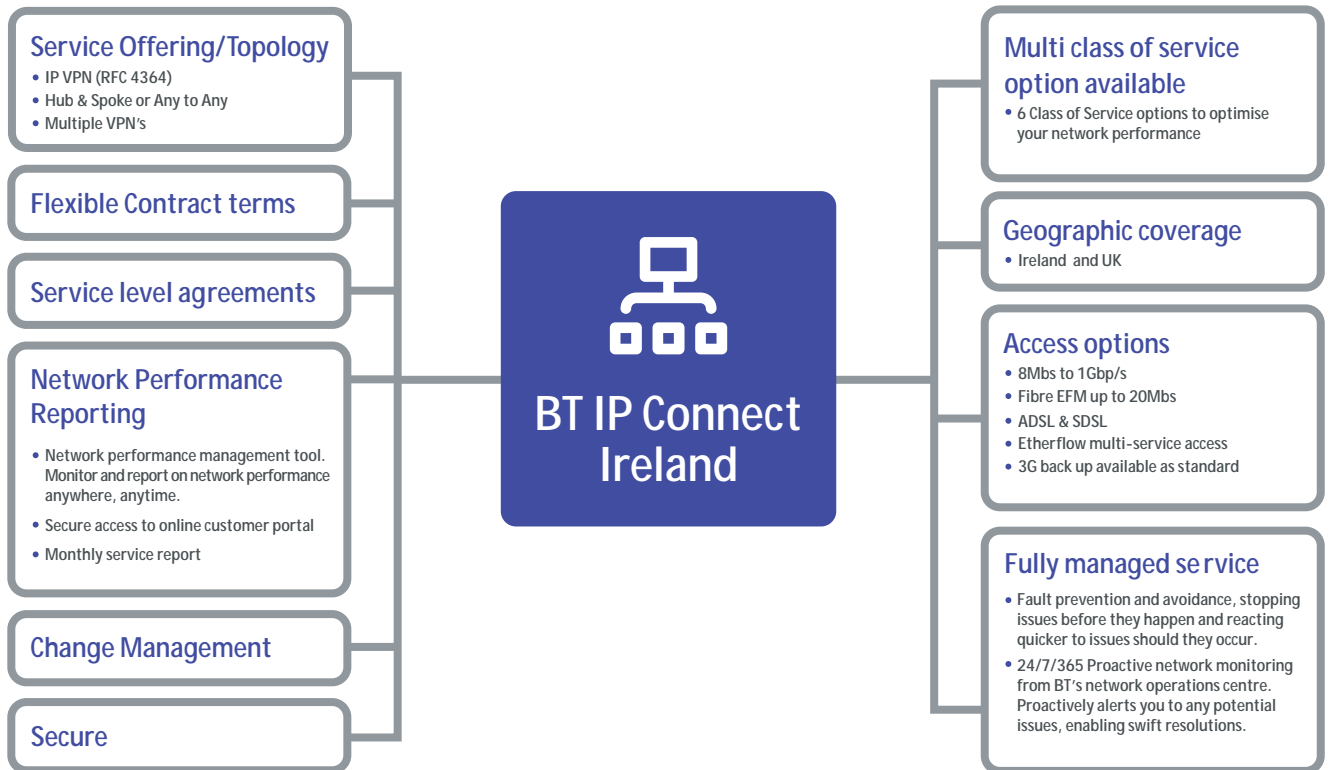 Service Offering/Topology
• IP VPN (RFC 4364)
• Hub & Spoke or Any to Any
• Multiple VPN's
Flexible Contract terms
Service level agreements
Network Performance
Reporting
• Network performance management tool.
Monitor and report on network performance
anywhere, anytime.
• Secure access to online customer portal
• Monthly service report
Change Management
Secure
BT IP Connect
Ireland
Multi class of service
option available
• 6 Class of Service options to optimise
your network performance
Geographic coverage
• Ireland and UK
Access options
• 8Mbs to 1Gbp/s
• Fibre EFM up to 20Mbs
• ADSL & SDSL
• Etherflow multi-service access
• 3G back up available as standard
Fully managed service
• Fault prevention and avoidance, stopping
issues before they happen and reacting
quicker to issues should they occur.
• 24/7/365 Proactive network monitoring
from BT's network operations centre.
Proactively alerts you to any potential
issues, enabling swift resolutions.